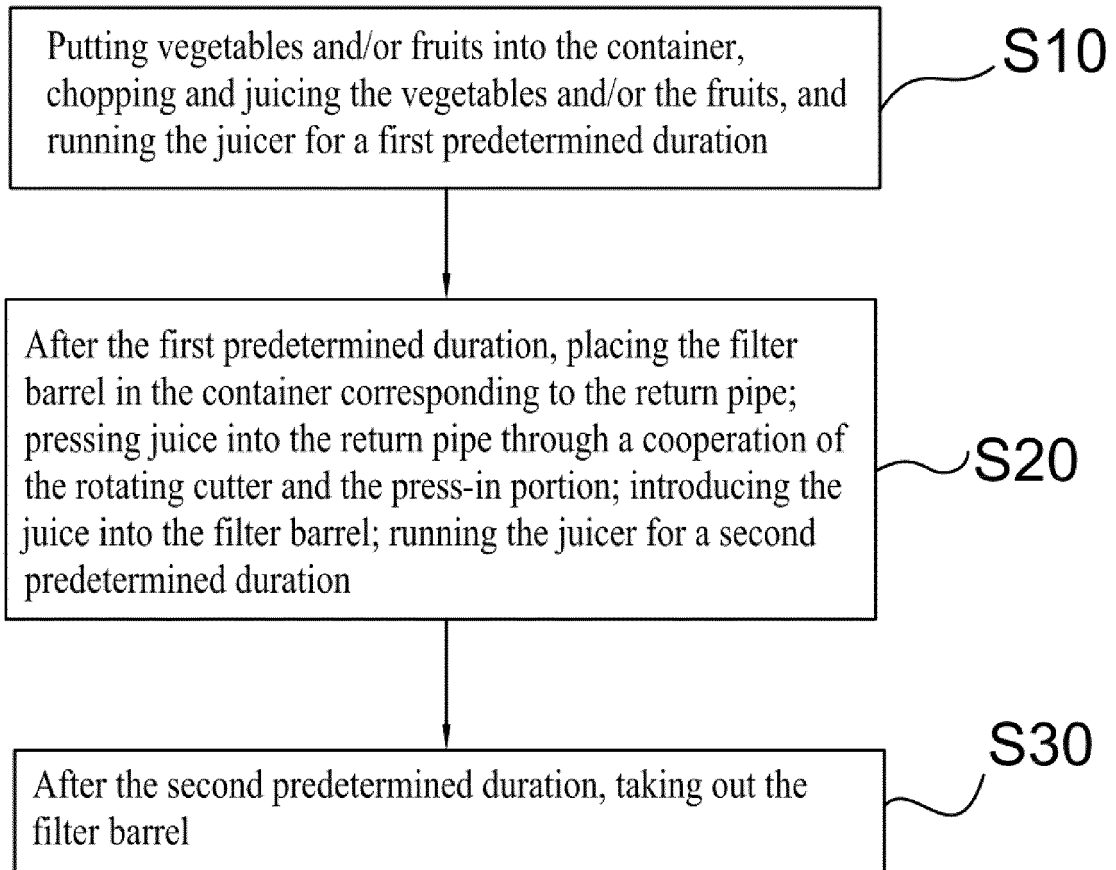 Putting vegetables and/or fruits into the container,
chopping and juicing the vegetables and/or the fruits, and
running the juicer for a first predetermined duration
S10
After the first predetermined duration, placing the filter
barrel in the container corresponding to the return pipe;
pressing juice into the return pipe through a cooperation of
the rotating cutter and the press-in portion; introducing the
juice into the filter barrel; running the juicer for a second
predetermined duration
S20
After the second predetermined duration, taking out the
filter barrel
S30